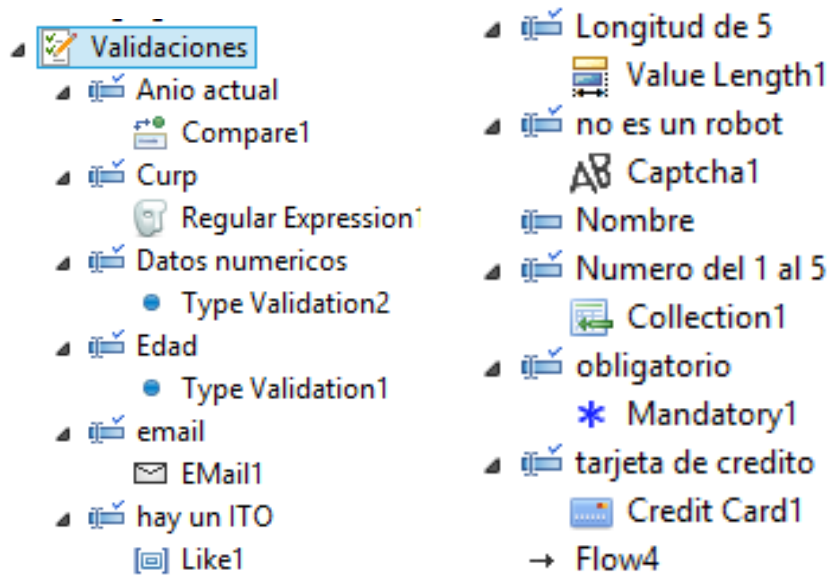 Validaciones
Anio actual
Compare1
Curp
Regular Expression1
Datos numericos
Type Validation2
Edad
Type Validation1
email
EMail1
hay un ITO
Like1
Longitud de 5
Value Length1
no es un robot
Captcha1
Nombre
Numero del 1 al 5
Collection1
obligatorio
Mandatory1
tarjeta de credito
Credit Card1
Flow4